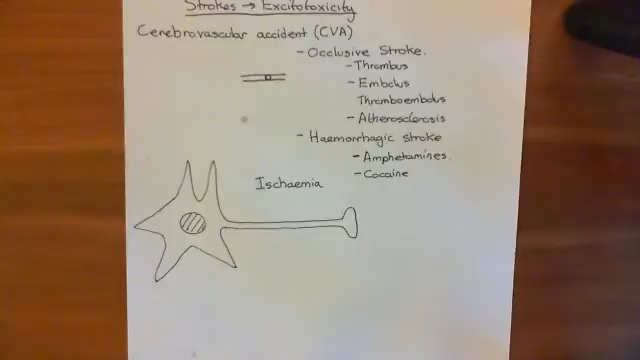 Strokes → Excitotoxicity
Cerebrovascular accident (CVA)
- Occlusive Stroke.
- Thrombus
- Embolus
Thromboembolus
- Atherosclerosis
- Haemorrhagic stroke
- Amphetamines.
- Cocaine
Ischaemia